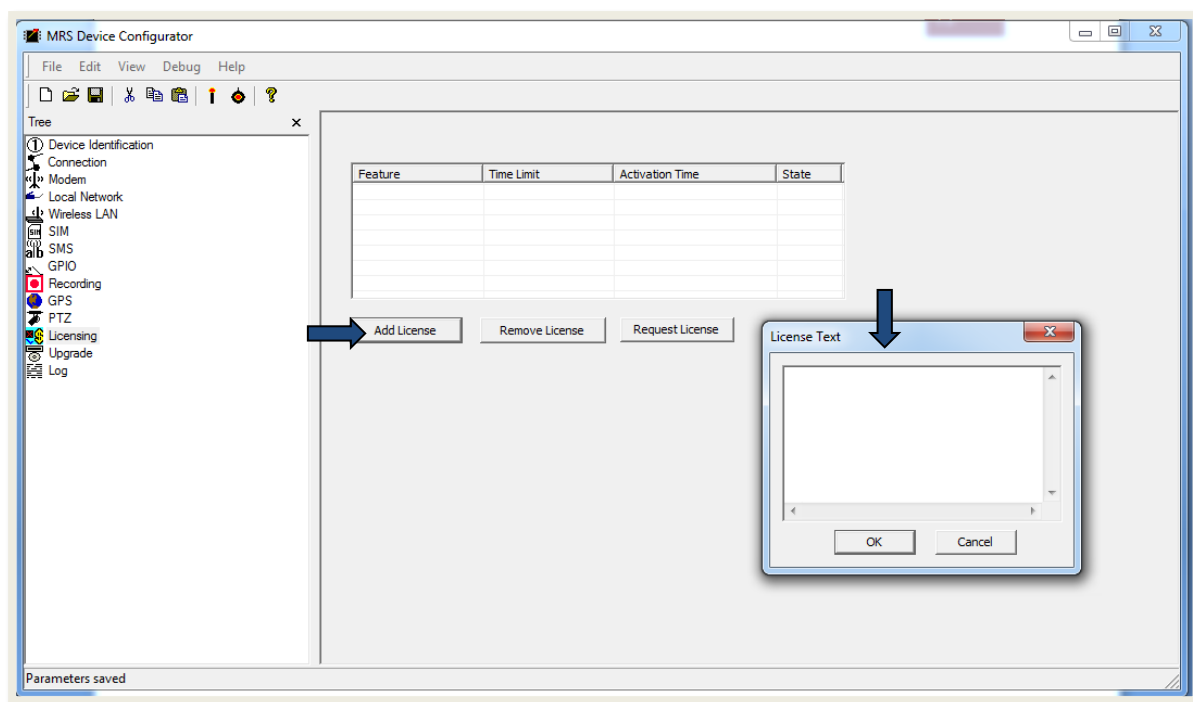 MRS Device Configurator
File Edit View Debug Help
Tree
Device Identification
Connection
Modem
Local Network
Wireless LAN
SIM
SMS
GPIO
Recording
GPS
PTZ
Licensing
Upgrade
Log
Feature Time Limit Activation Time State
Add License Remove License Request License
License Text
OK Cancel
Parameters saved